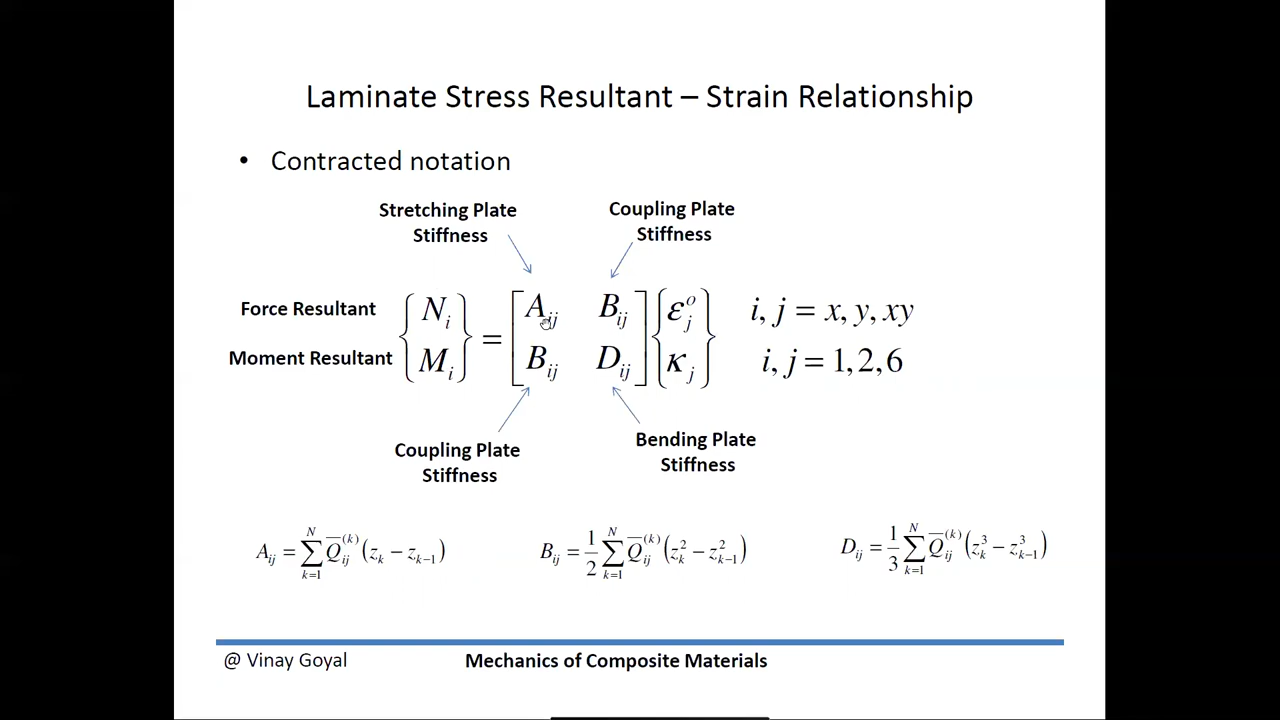 Laminate Stress Resultant – Strain Relationship
• Contracted notation
Stretching Plate
Stiffness
Coupling Plate
Stiffness
Force Resultant
Moment Resultant
{N_i; M_i} = [A_ij B_ij; B_ij D_ij] {ε_j^o; κ_j}
i, j = x, y, xy
i, j = 1, 2, 6
Coupling Plate
Stiffness
Bending Plate
Stiffness
A_ij = ∑_{k=1}^{N} Q̅_ij^(k) (z_k − z_{k−1})
B_ij = 1/2 ∑_{k=1}^{N} Q̅_ij^(k) (z_k^2 − z_{k−1}^2)
D_ij = 1/3 ∑_{k=1}^{N} Q̅_ij^(k) (z_k^3 − z_{k−1}^3)
@ Vinay Goyal
Mechanics of Composite Materials